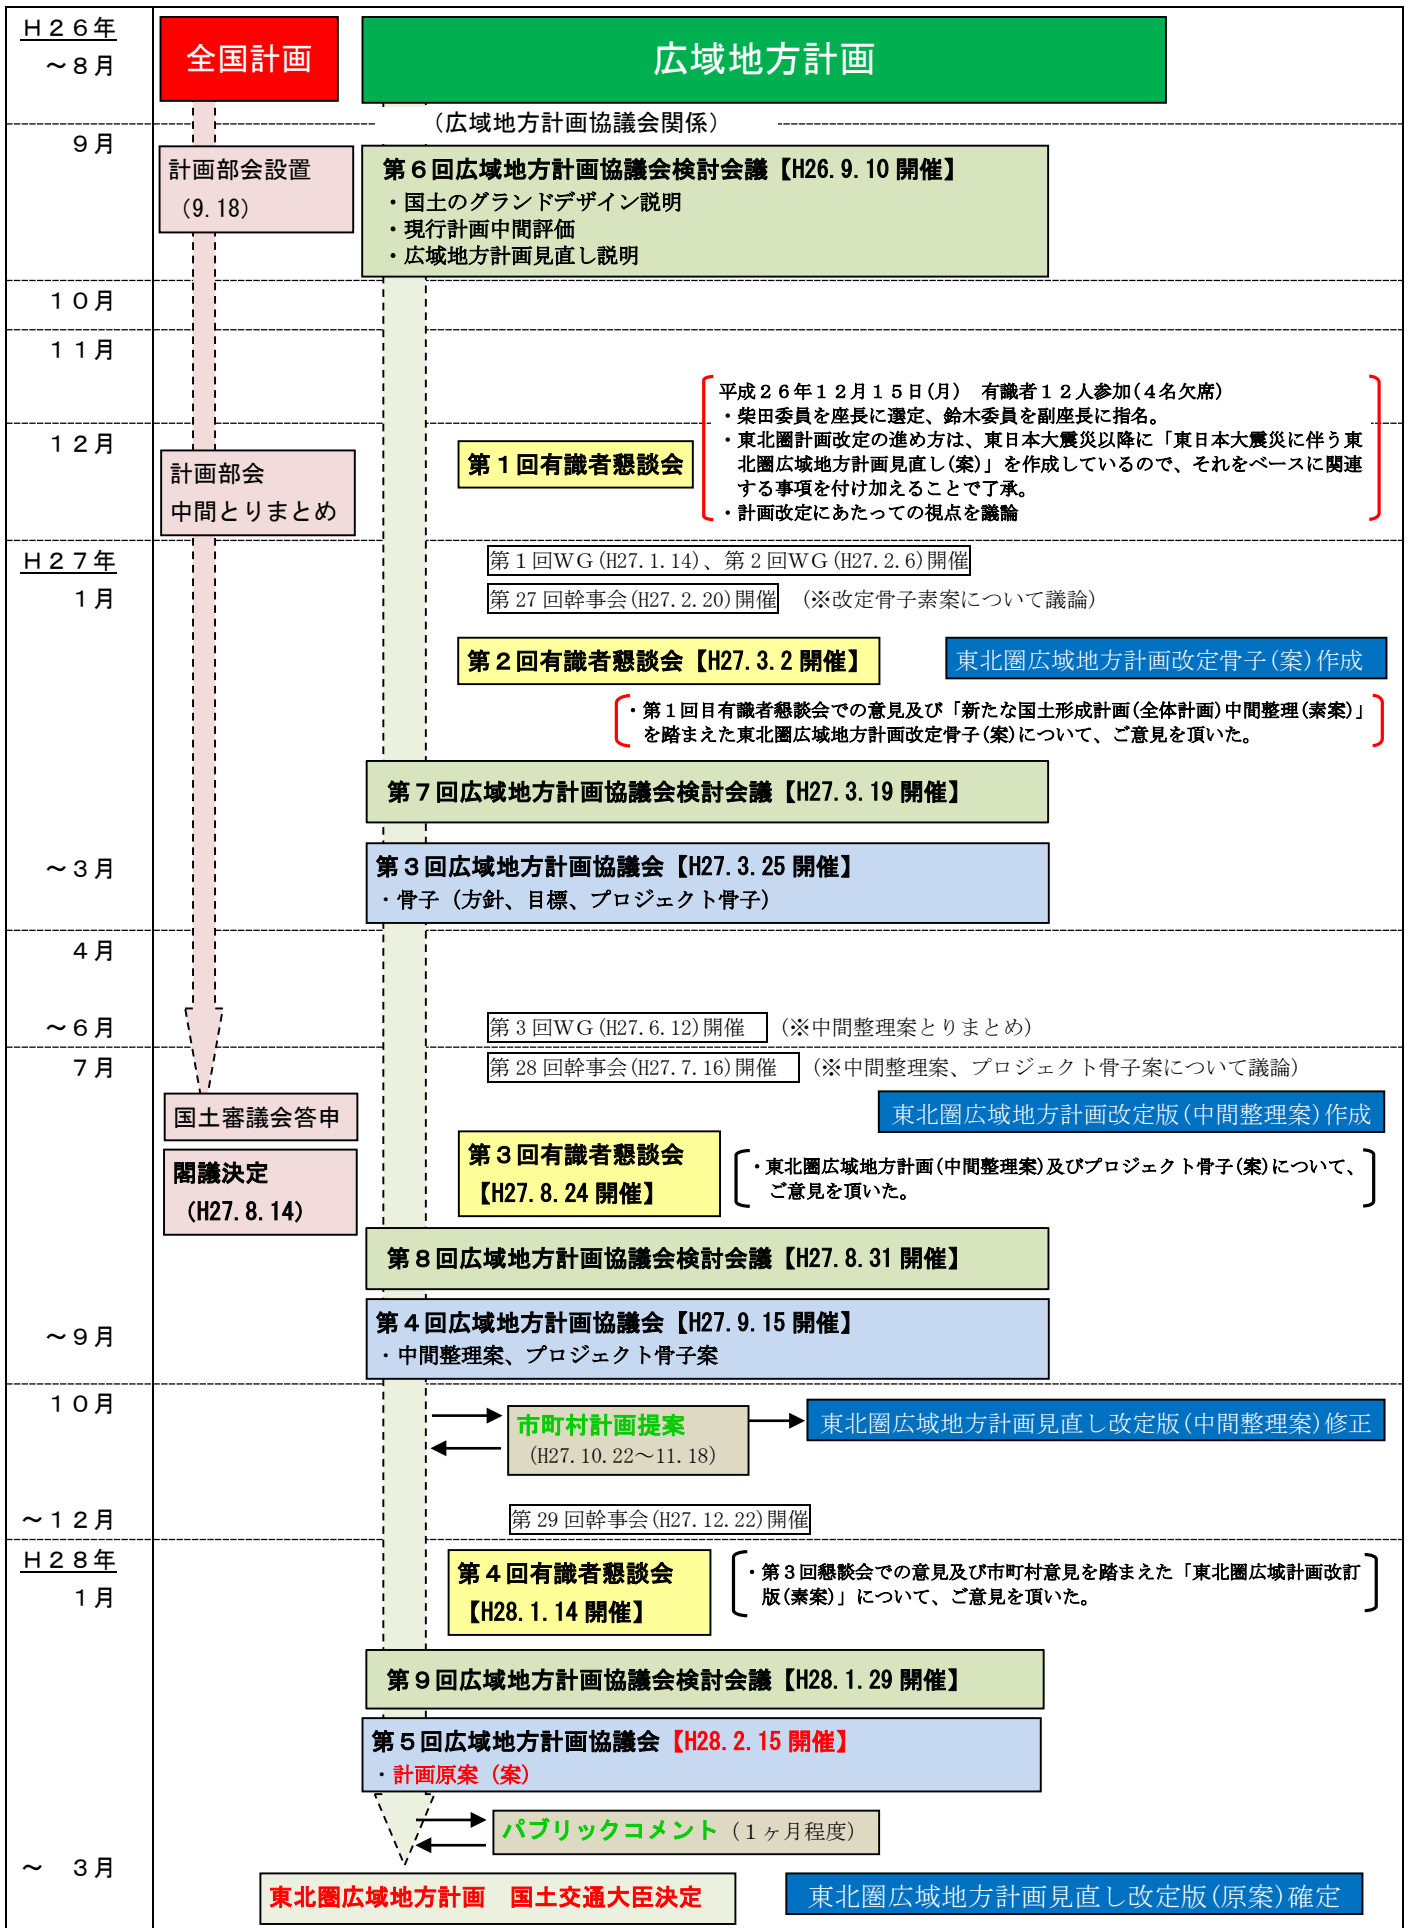 Ｈ２６年
～８月
全国計画
広域地方計画
（広域地方計画協議会関係）
９月
計画部会設置
（9.18）
第６回広域地方計画協議会検討会議【H26.9.10 開催】
・国土のグランドデザイン説明
・現行計画中間評価
・広域地方計画見直し説明
１０月
１１月
平成２６年１２月１５日(月)　有識者１２人参加(４名欠席)
・柴田委員を座長に選定、鈴木委員を副座長に指名。
・東北圏計画改定の進め方は、東日本大震災以降に「東日本大震災に伴う東
北圏広域地方計画見直し(案)」を作成しているので、それをベースに関連
する事項を付け加えることで了承。
・計画改定にあたっての視点を議論
１２月
第１回有識者懇談会
計画部会
中間とりまとめ
Ｈ２７年
１月
第１回ＷＧ(H27.1.14)、第２回ＷＧ(H27.2.6)開催
第 27 回幹事会(H27.2.20)開催　（※改定骨子素案について議論）
第２回有識者懇談会【H27.3.2 開催】
東北圏広域地方計画改定骨子(案)作成
・第１回目有識者懇談会での意見及び「新たな国土形成計画(全体計画)中間整理(素案)」
を踏まえた東北圏広域地方計画改定骨子(案)について、ご意見を頂いた。
第７回広域地方計画協議会検討会議【H27.3.19 開催】
～３月
第３回広域地方計画協議会【H27.3.25 開催】
・骨子（方針、目標、プロジェクト骨子）
４月
～６月
第３回ＷＧ(H27.6.12)開催　（※中間整理案とりまとめ）
７月
第 28 回幹事会(H27.7.16)開催　（※中間整理案、プロジェクト骨子案について議論）
国土審議会答申
東北圏広域地方計画改定版(中間整理案)作成
閣議決定
（H27.8.14）
第３回有識者懇談会
【H27.8.24 開催】
・東北圏広域地方計画(中間整理案)及びプロジェクト骨子(案)について、
ご意見を頂いた。
第８回広域地方計画協議会検討会議【H27.8.31 開催】
～９月
第４回広域地方計画協議会【H27.9.15 開催】
・中間整理案、プロジェクト骨子案
１０月
市町村計画提案
（H27.10.22～11.18）
東北圏広域地方計画見直し改定版(中間整理案)修正
～１２月
第 29 回幹事会(H27.12.22)開催
Ｈ２８年
１月
第４回有識者懇談会
【H28.1.14 開催】
・第３回懇談会での意見及び市町村意見を踏まえた「東北圏広域計画改訂
版(素案)」について、ご意見を頂いた。
第９回広域地方計画協議会検討会議【H28.1.29 開催】
第５回広域地方計画協議会【H28.2.15 開催】
・計画原案（案）
パブリックコメント（１ヶ月程度）
～　３月
東北圏広域地方計画　国土交通大臣決定
東北圏広域地方計画見直し改定版(原案)確定